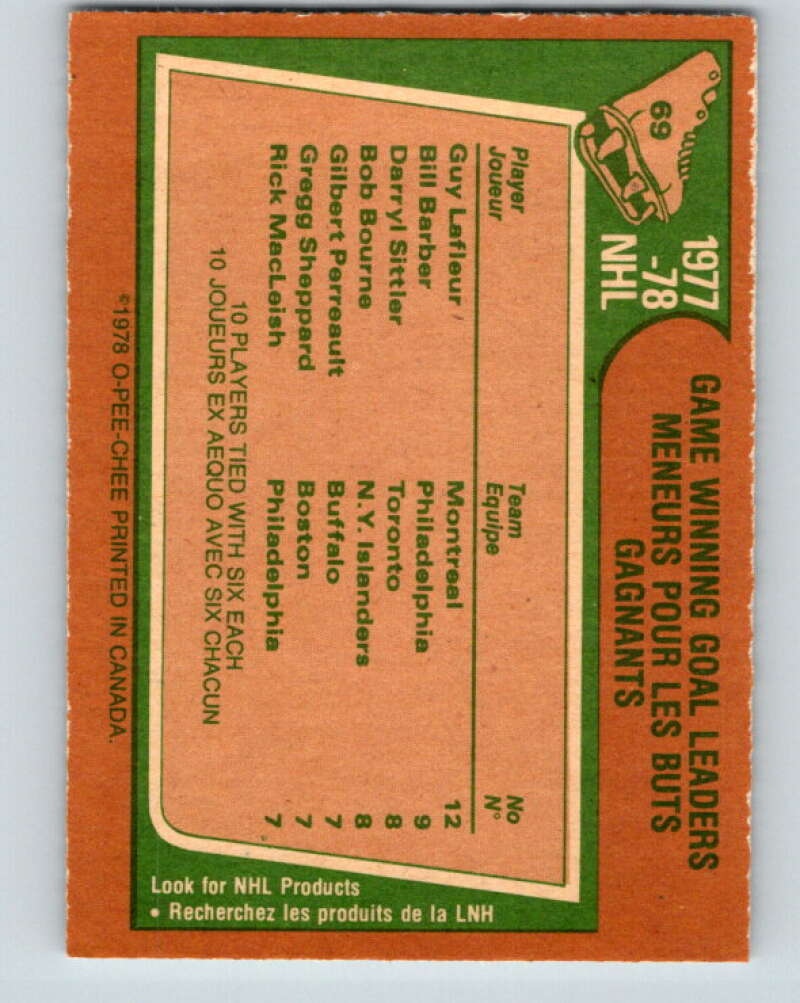 69
1977
-78
NHL
GAME WINNING GOAL LEADERS
MENEURS POUR LES BUTS
GAGNANTS
Player Team No
Joueur Equipe N°
Guy Lafleur Montreal 12
Bill Barber Philadelphia 9
Darryl Sittler Toronto 8
Bob Bourne N.Y. Islanders 8
Gilbert Perreault Buffalo 7
Gregg Sheppard Boston 7
Rick MacLeish Philadelphia 7
10 PLAYERS TIED WITH SIX EACH
10 JOUEURS EX AEQUO AVEC SIX CHACUN
©1978 O-PEE-CHEE PRINTED IN CANADA.
Look for NHL Products
• Recherchez les produits de la LNH